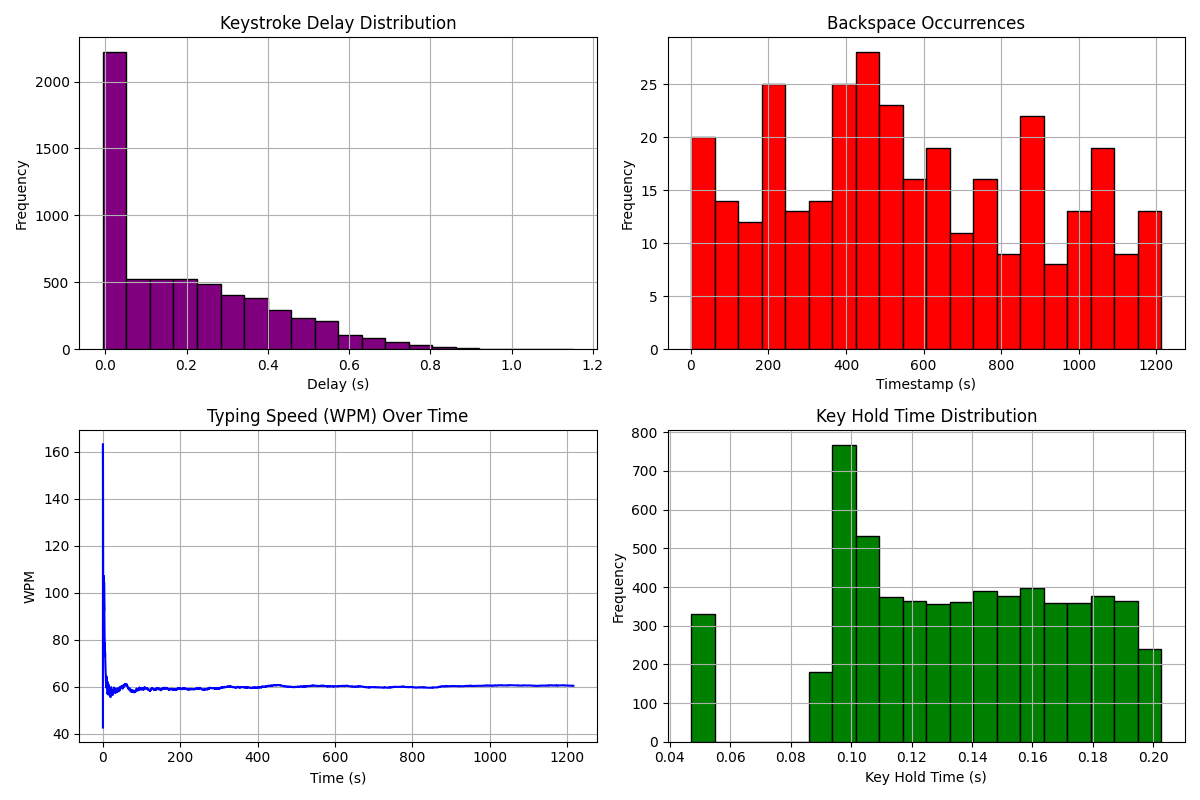 Keystroke Delay Distribution
2000
1500
1000
500
0
Frequency
0.0 0.2 0.4 0.6 0.8 1.0 1.2
Delay (s)
Backspace Occurrences
25
20
15
10
5
0
Frequency
0 200 400 600 800 1000 1200
Timestamp (s)
Typing Speed (WPM) Over Time
160
140
120
100
80
60
40
WPM
0 200 400 600 800 1000 1200
Time (s)
Key Hold Time Distribution
800
700
600
500
400
300
200
100
0
Frequency
0.04 0.06 0.08 0.10 0.12 0.14 0.16 0.18 0.20
Key Hold Time (s)